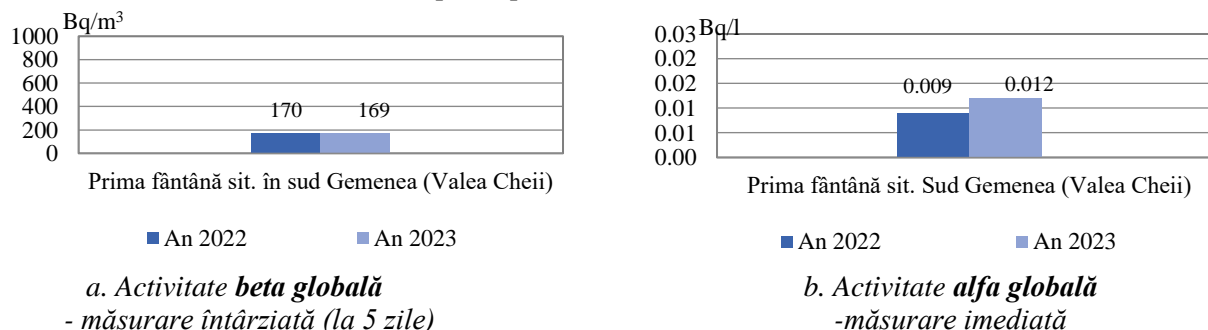 Bq/m³
1000
800
600
400
200
0
170
169
Prima fântână sit. în sud Gemenea (Valea Cheii)
An 2022
An 2023
a. Activitate beta globală
- măsurare întârziată (la 5 zile)
Bq/l
0.03
0.02
0.02
0.01
0.01
0.00
0.009
0.012
Prima fântână sit. Sud Gemenea (Valea Cheii)
An 2022
An 2023
b. Activitate alfa globală
-măsurare imediată